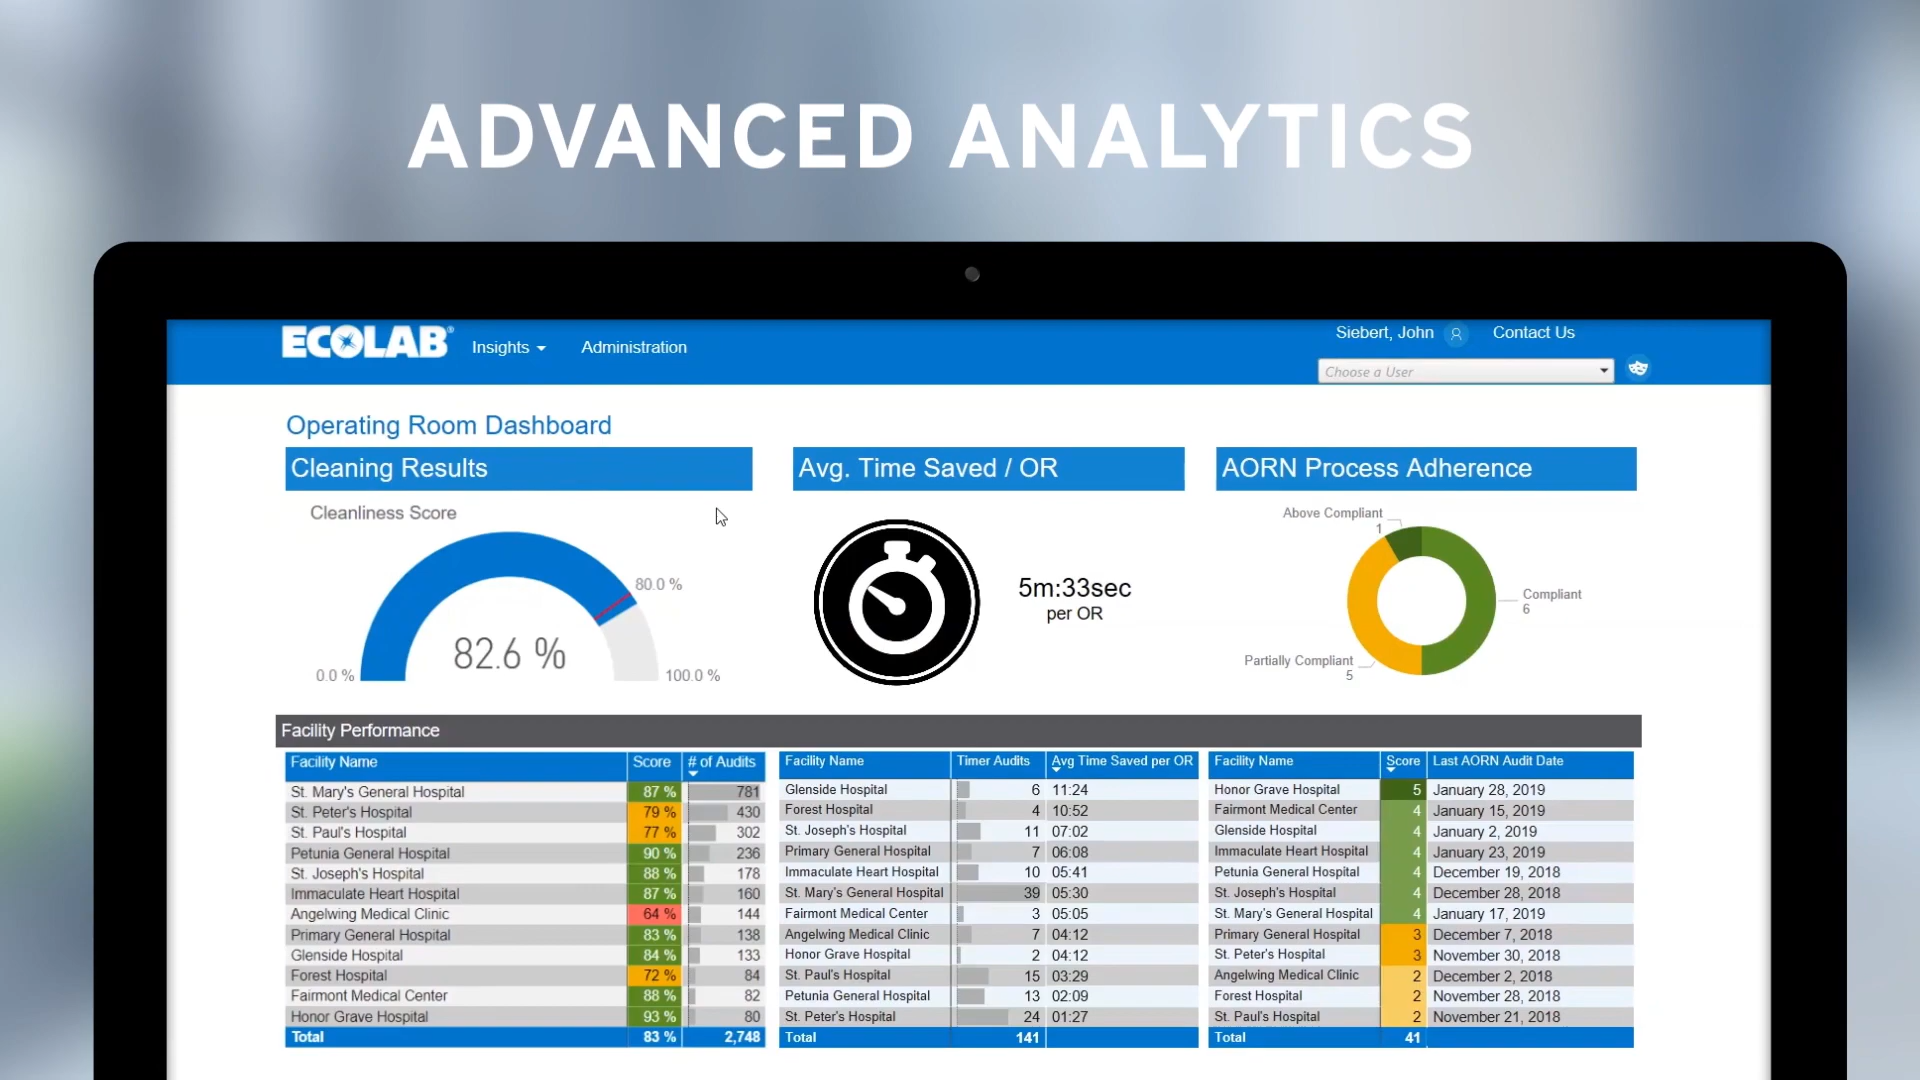 ADVANCED ANALYTICS
ECOLAB®
Insights
Administration
Siebert, John
Contact Us
Choose a User
Operating Room Dashboard
Cleaning Results
Cleanliness Score
80.0 %
82.6 %
0.0 %
100.0 %
Avg. Time Saved / OR
5m:33sec
per OR
AORN Process Adherence
Above Compliant
1
Compliant
6
Partially Compliant
5
Facility Performance
Facility Name Score # of Audits
St. Mary's General Hospital 87 % 781
St. Peter's Hospital 79 % 430
St. Paul's Hospital 77 % 302
Petunia General Hospital 90 % 236
St. Joseph's Hospital 88 % 178
Immaculate Heart Hospital 87 % 160
Angelwing Medical Clinic 64 % 144
Primary General Hospital 83 % 138
Glenside Hospital 84 % 133
Forest Hospital 72 % 84
Fairmont Medical Center 88 % 82
Honor Grave Hospital 93 % 80
Total 83 % 2,748
Facility Name Timer Audits Avg Time Saved per OR
Glenside Hospital 6 11:24
Forest Hospital 4 10:52
St. Joseph's Hospital 11 07:02
Primary General Hospital 7 06:08
Immaculate Heart Hospital 10 05:41
St. Mary's General Hospital 39 05:30
Fairmont Medical Center 3 05:05
Angelwing Medical Clinic 7 04:12
Honor Grave Hospital 2 04:12
St. Paul's Hospital 15 03:29
Petunia General Hospital 13 02:09
St. Peter's Hospital 24 01:27
Total 141
Facility Name Score Last AORN Audit Date
Honor Grave Hospital 5 January 28, 2019
Fairmont Medical Center 4 January 15, 2019
Glenside Hospital 4 January 2, 2019
Immaculate Heart Hospital 4 January 23, 2019
Petunia General Hospital 4 December 19, 2018
St. Joseph's Hospital 4 December 28, 2018
St. Mary's General Hospital 4 January 17, 2019
Primary General Hospital 3 December 7, 2018
St. Peter's Hospital 3 November 30, 2018
Angelwing Medical Clinic 2 December 2, 2018
Forest Hospital 2 November 28, 2018
St. Paul's Hospital 2 November 21, 2018
Total 41